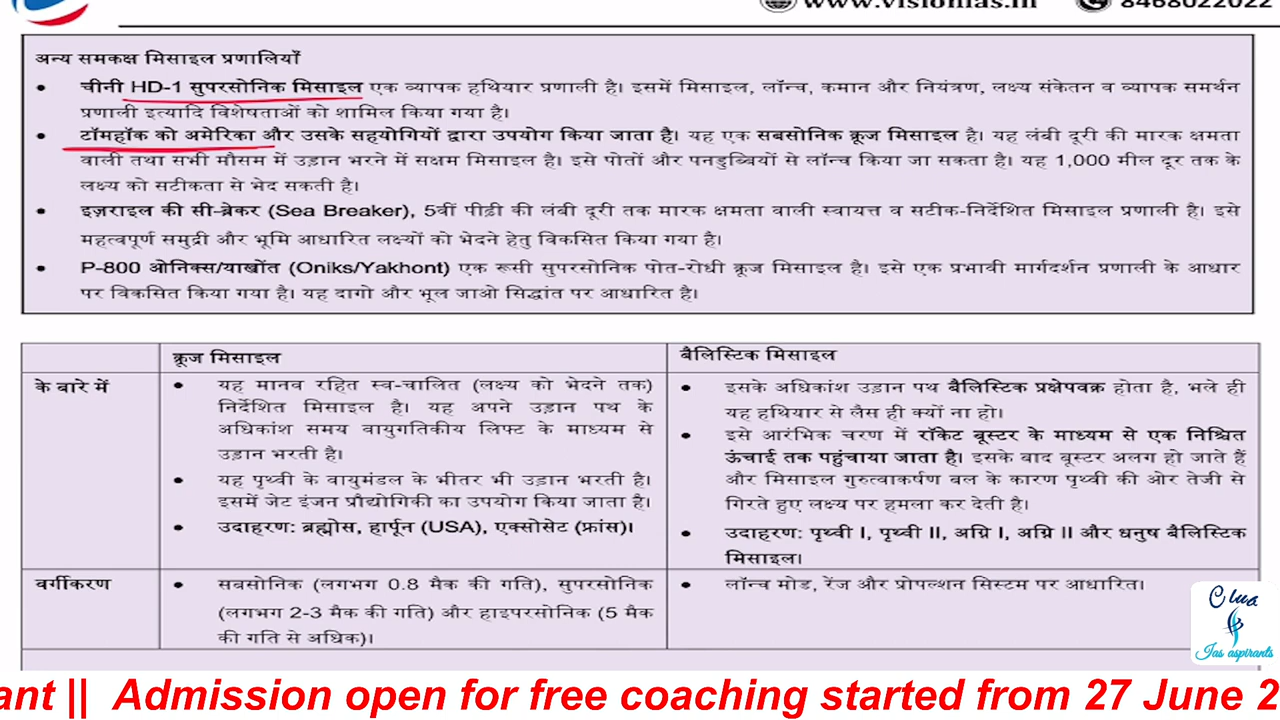 www.visionias.in 8468022022
अन्य समकक्ष मिसाइल प्रणालियाँ
• चीनी HD-1 सुपरसोनिक मिसाइल एक व्यापक हथियार प्रणाली है। इसमें मिसाइल, लॉन्च, कमान और नियंत्रण, लक्ष्य संकेतन व व्यापक समर्थन
प्रणाली इत्यादि विशेषताओं को शामिल किया गया है।
• टॉमहॉक को अमेरिका और उसके सहयोगियों द्वारा उपयोग किया जाता है। यह एक सबसोनिक क्रूज मिसाइल है। यह लंबी दूरी की मारक क्षमता
वाली तथा सभी मौसम में उड़ान भरने में सक्षम मिसाइल है। इसे पोतों और पनडुब्बियों से लॉन्च किया जा सकता है। यह 1,000 मील दूर तक के
लक्ष्य को सटीकता से भेद सकती है।
• इज़राइल की सी-ब्रेकर (Sea Breaker), 5वीं पीढ़ी की लंबी दूरी तक मारक क्षमता वाली स्वायत्त व सटीक-निर्देशित मिसाइल प्रणाली है। इसे
महत्वपूर्ण समुद्री और भूमि आधारित लक्ष्यों को भेदने हेतु विकसित किया गया है।
• P-800 ओनिक्स/याखोंत (Oniks/Yakhont) एक रूसी सुपरसोनिक पोत-रोधी क्रूज मिसाइल है। इसे एक प्रभावी मार्गदर्शन प्रणाली के आधार
पर विकसित किया गया है। यह दागो और भूल जाओ सिद्धांत पर आधारित है।
क्रूज मिसाइल
बैलिस्टिक मिसाइल
के बारे में
• यह मानव रहित स्व-चालित (लक्ष्य को भेदने तक)
निर्देशित मिसाइल है। यह अपने उड़ान पथ के
अधिकांश समय वायुगतिकीय लिफ्ट के माध्यम से
उड़ान भरती है।
• यह पृथ्वी के वायुमंडल के भीतर भी उड़ान भरती है।
इसमें जेट इंजन प्रौद्योगिकी का उपयोग किया जाता है।
• उदाहरण: ब्रह्मोस, हार्पून (USA), एक्सोसेट (फ्रांस)।
• इसके अधिकांश उड़ान पथ बैलिस्टिक प्रक्षेपवक्र होता है, भले ही
यह हथियार से लैस ही क्यों ना हो।
• इसे आरंभिक चरण में रॉकेट बूस्टर के माध्यम से एक निश्चित
ऊंचाई तक पहुंचाया जाता है। इसके बाद बूस्टर अलग हो जाते हैं
और मिसाइल गुरुत्वाकर्षण बल के कारण पृथ्वी की ओर तेजी से
गिरते हुए लक्ष्य पर हमला कर देती है।
• उदाहरण: पृथ्वी I, पृथ्वी II, अग्नि I, अग्नि II और धनुष बैलिस्टिक
मिसाइल।
वर्गीकरण
• सबसोनिक (लगभग 0.8 मैक की गति), सुपरसोनिक
(लगभग 2-3 मैक की गति) और हाइपरसोनिक (5 मैक
की गति से अधिक)।
• लॉन्च मोड, रेंज और प्रोपल्शन सिस्टम पर आधारित।
Ias aspirants
ant || Admission open for free coaching started from 27 June 2